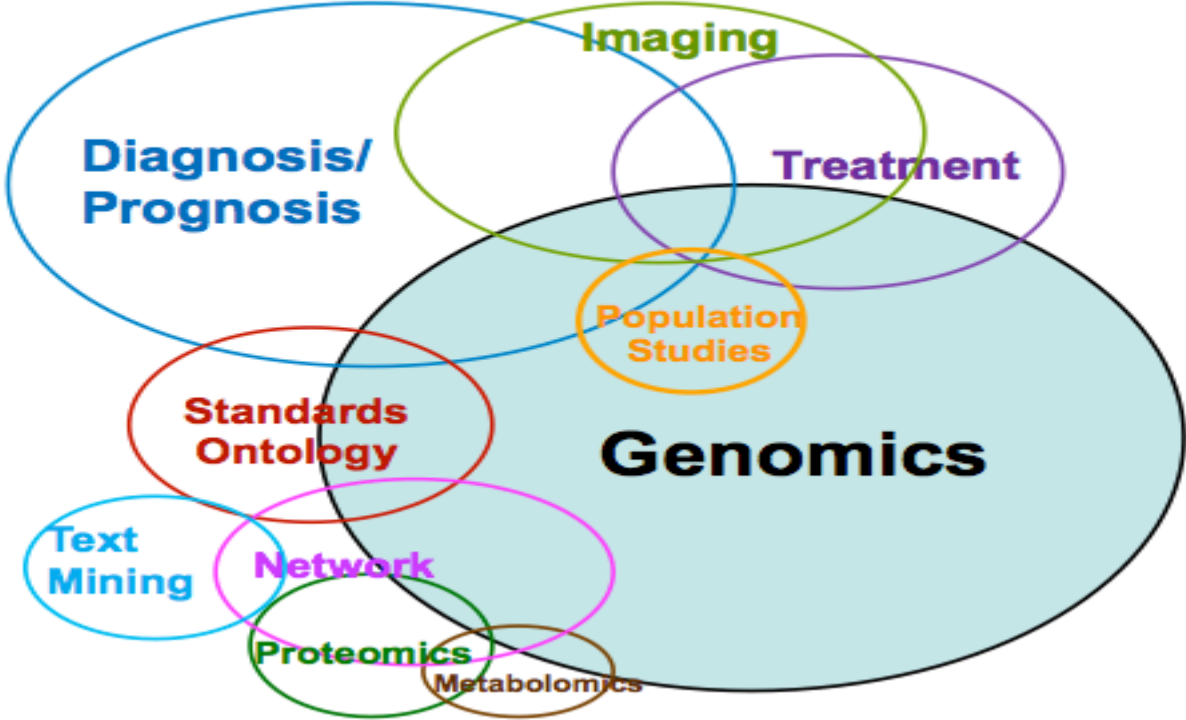 Imaging
Diagnosis/
Prognosis
Treatment
Population
Studies
Standards
Ontology
Genomics
Text
Mining
Network
Proteomics
Metabolomics